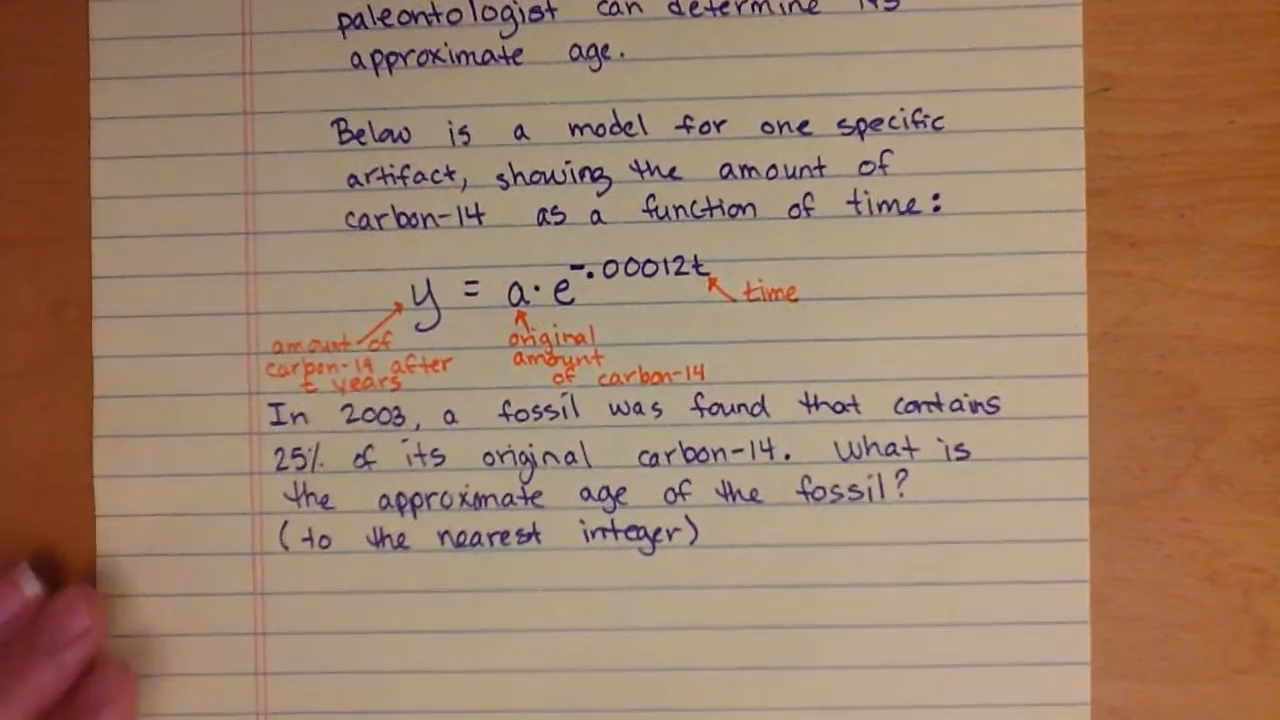 paleontologist can determine its
approximate age.
Below is a model for one specific
artifact, showing the amount of
carbon-14 as a function of time:
y = a·e^-.00012t
time
amount of
carbon-14 after
t years
original
amount
of carbon-14
In 2003, a fossil was found that contains
25% of its original carbon-14. What is
the approximate age of the fossil?
(to the nearest integer)